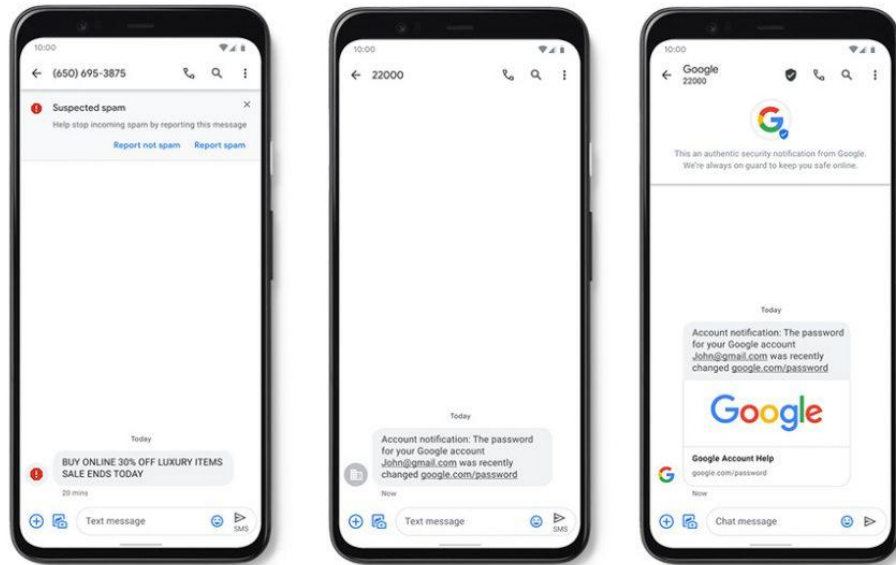 10:00
(650) 695-3875
Suspected spam
Help stop incoming spam by reporting this message
Report not spam Report spam
Today
BUY ONLINE 30% OFF LUXURY ITEMS
SALE ENDS TODAY
20 mins
Text message
SMS
10:00
22000
Today
Account notification: The password
for your Google account
John@gmail.com was recently
changed google.com/password
Now
Text message
SMS
10:00
Google
22000
G
This an authentic security notification from Google.
We're always on guard to keep you safe online.
Today
Account notification: The password
for your Google account
John@gmail.com was recently
changed google.com/password
Google
Google Account Help
google.com/password
G
Now
Chat message